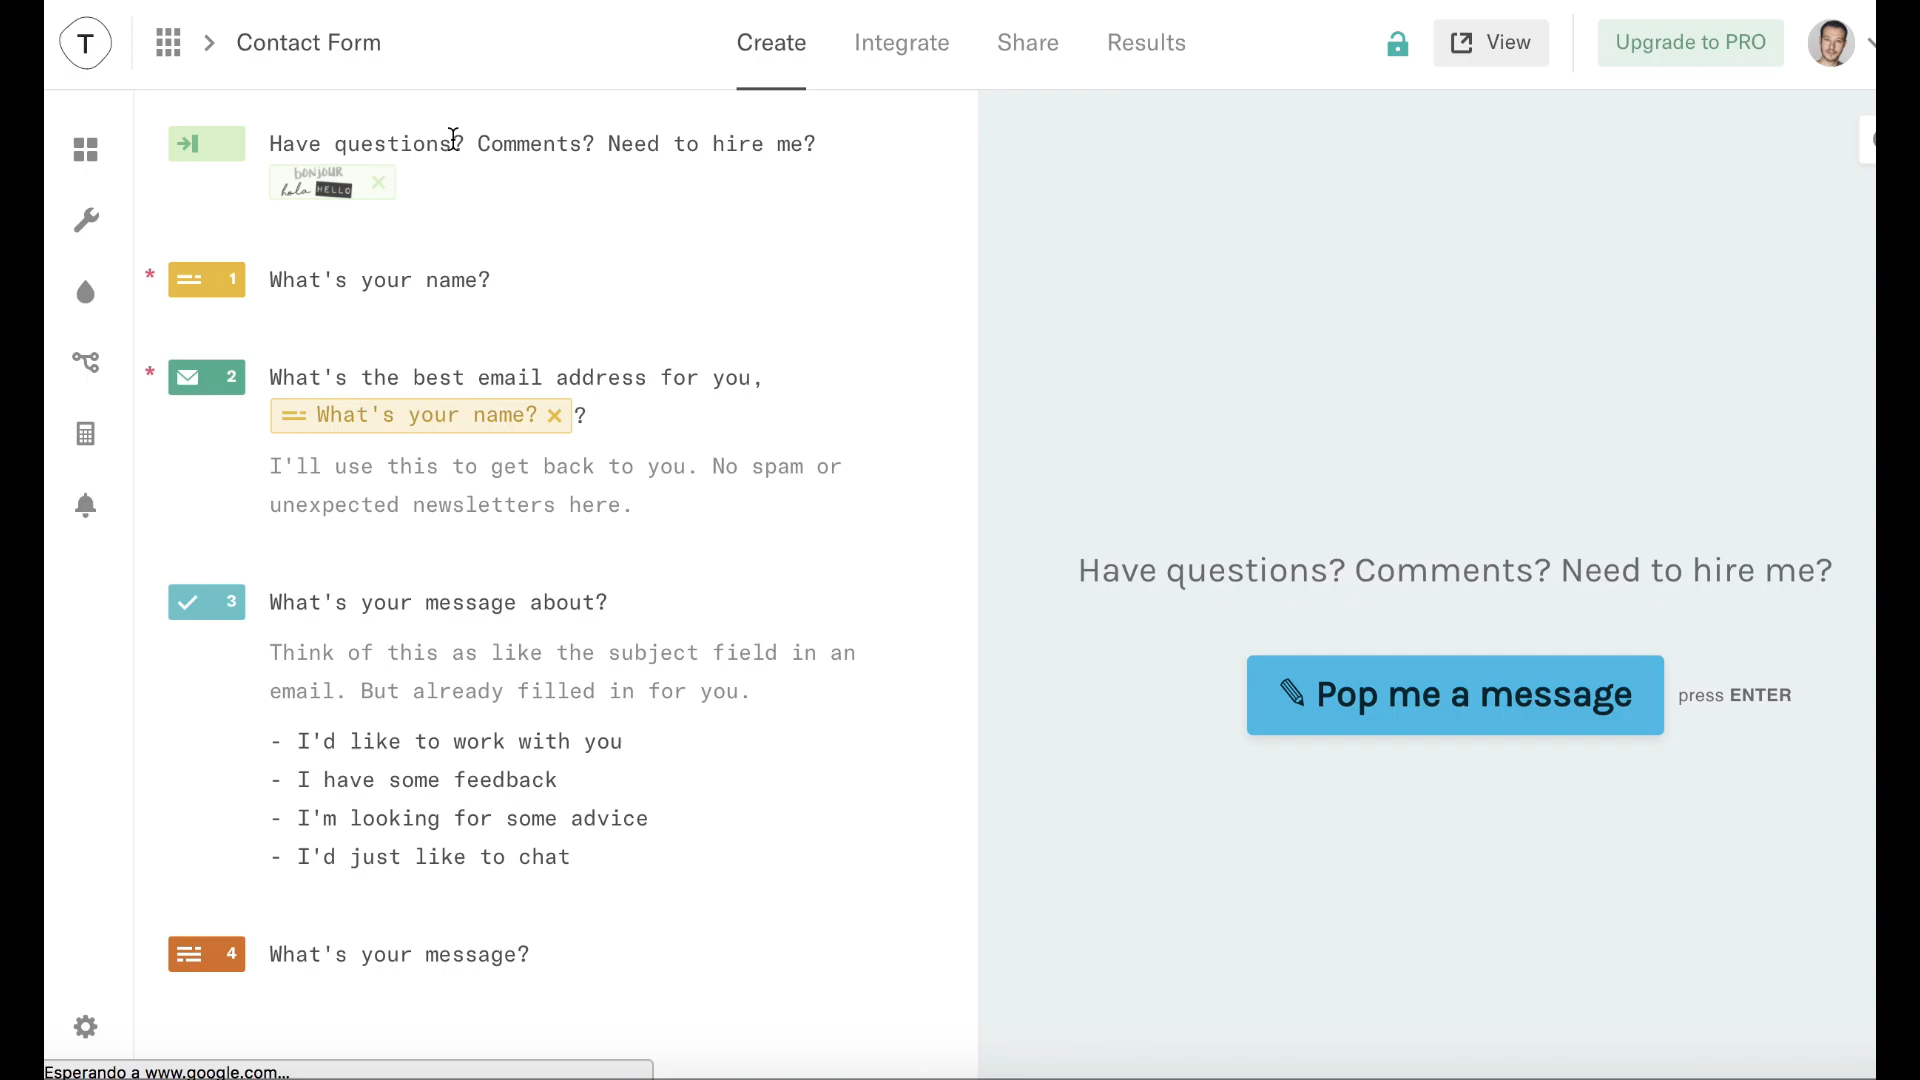 T
Contact Form
Create
Integrate
Share
Results
View
Upgrade to PRO
Have questions? Comments? Need to hire me?
bonjour
hola HELLO
* 1 What's your name?
* 2 What's the best email address for you,
What's your name? ?
I'll use this to get back to you. No spam or
unexpected newsletters here.
3 What's your message about?
Think of this as like the subject field in an
email. But already filled in for you.
- I'd like to work with you
- I have some feedback
- I'm looking for some advice
- I'd just like to chat
4 What's your message?
Have questions? Comments? Need to hire me?
Pop me a message
press ENTER
Esperando a www.google.com...